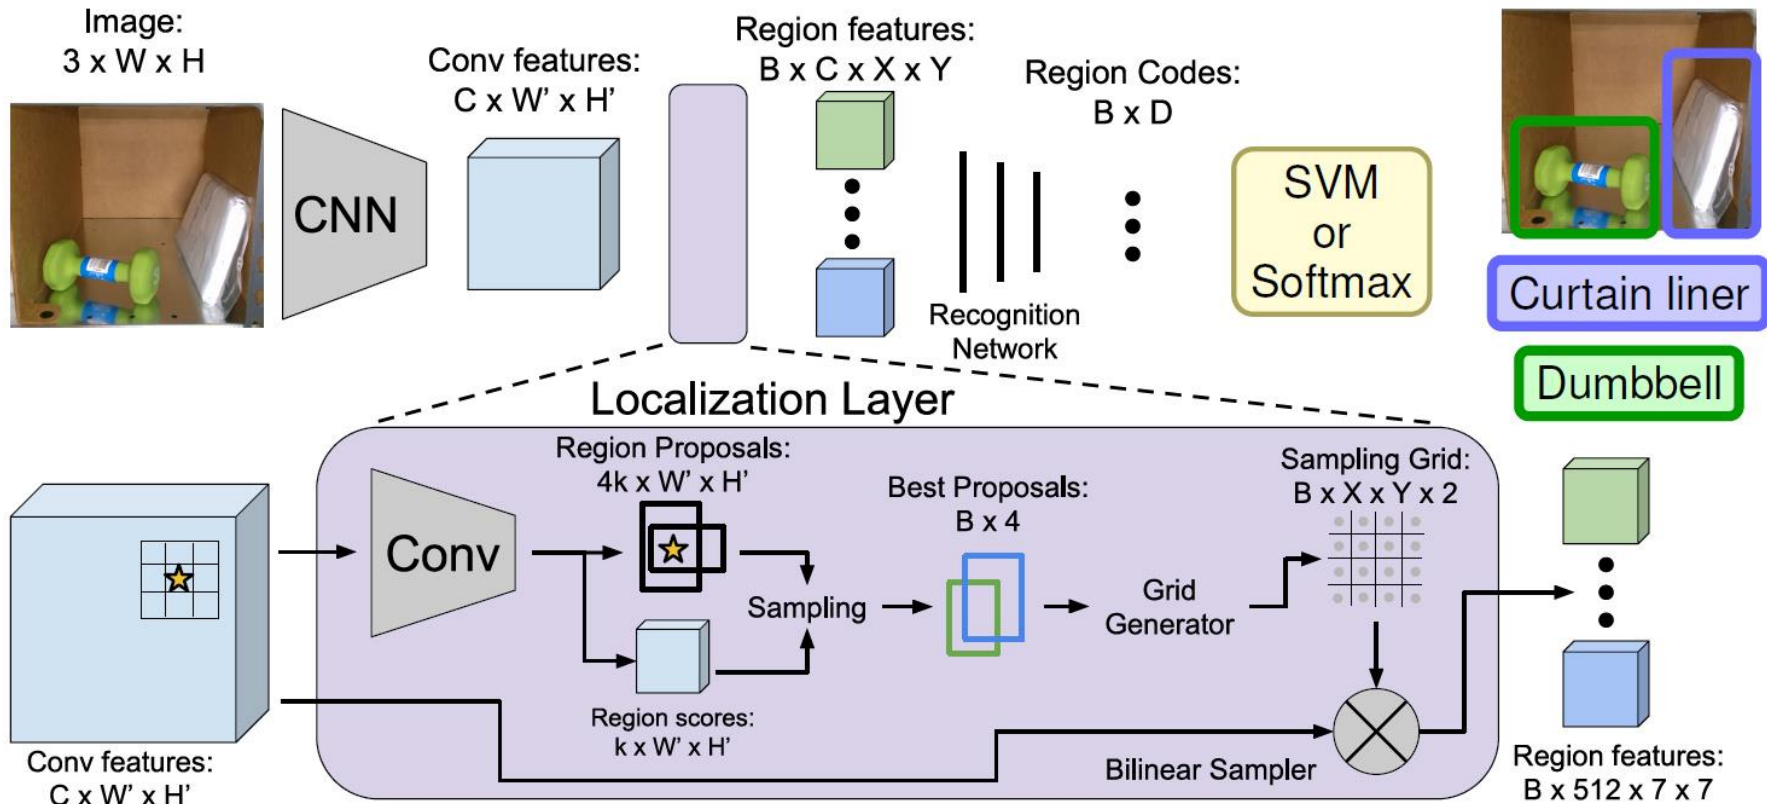 Image:
3 x W x H
Conv features:
C x W' x H'
Region features:
B x C x X x Y
Region Codes:
B x D
CNN
SVM
or
Softmax
Recognition
Network
Curtain liner
Dumbbell
Localization Layer
Region Proposals:
4k x W' x H'
Best Proposals:
B x 4
Sampling Grid:
B x X x Y x 2
Conv
Sampling
Grid
Generator
Region scores:
k x W' x H'
Bilinear Sampler
Conv features:
C x W' x H'
Region features:
B x 512 x 7 x 7